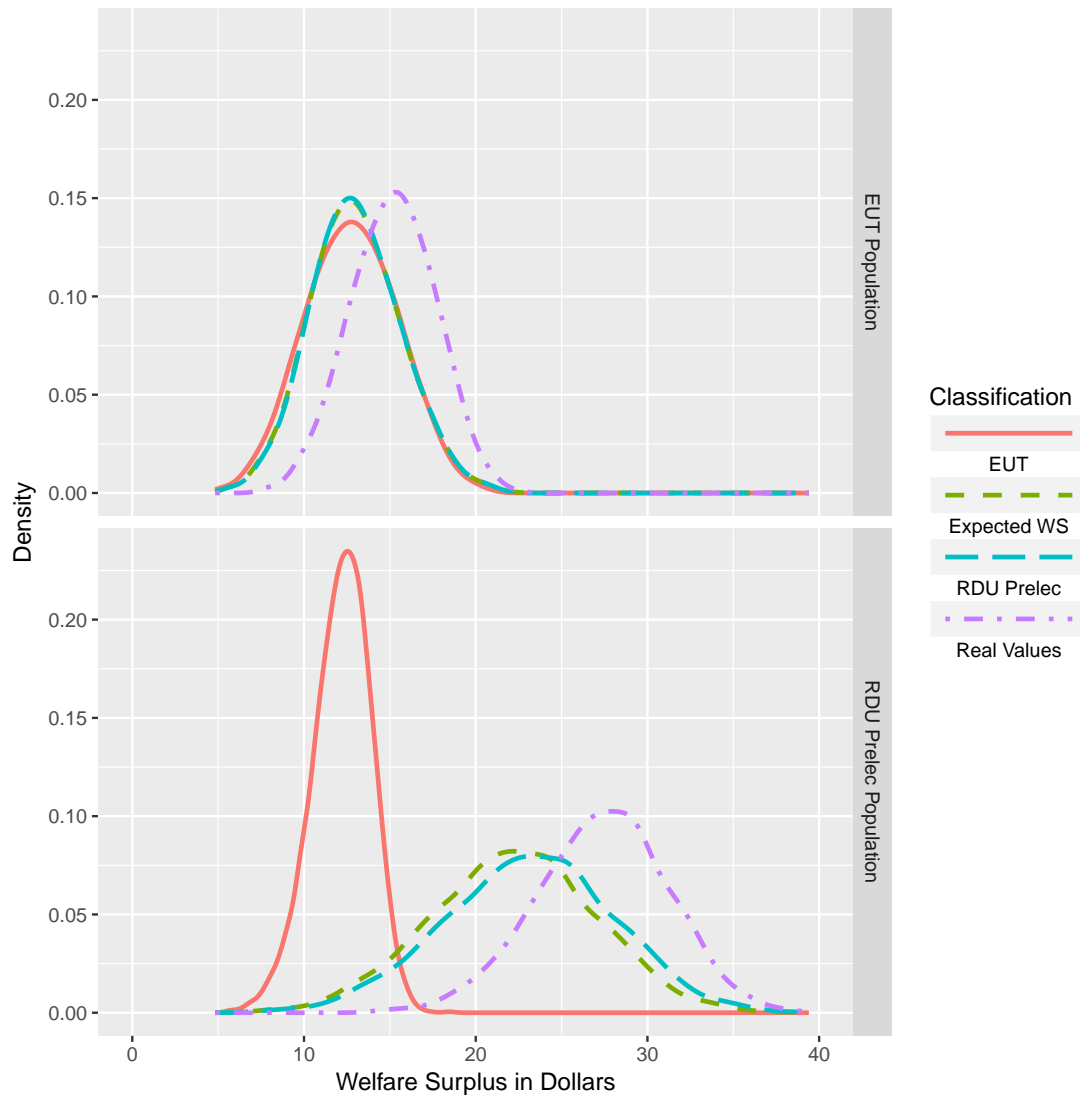 0.20
0.15
0.10
0.05
0.00
EUT Population
0.20
0.15
0.10
0.05
0.00
RDU Prelec Population
0
10
20
30
40
Density
Welfare Surplus in Dollars
Classification
EUT
Expected WS
RDU Prelec
Real Values